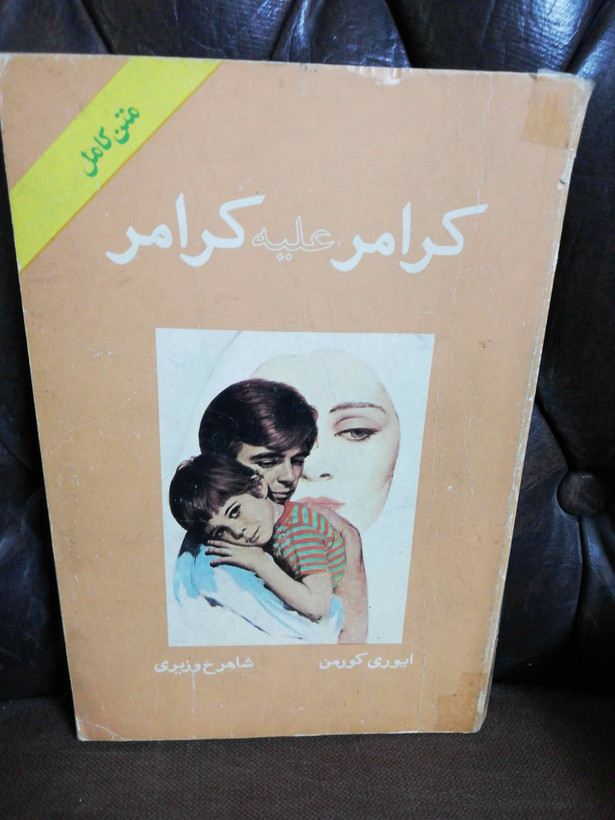 متن کامل
کرامر علیه کرامر
ایوری کورمن
شاهرخ وزیری